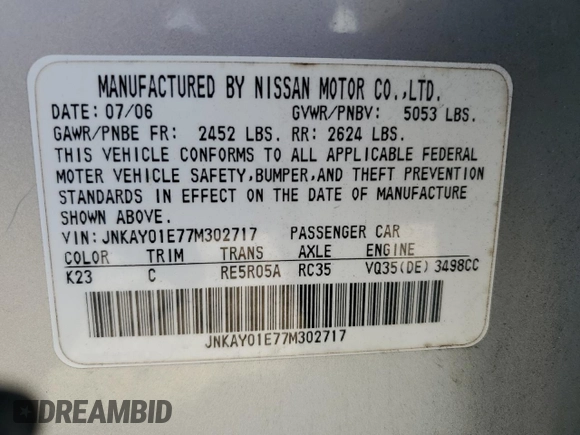 MANUFACTURED BY NISSAN MOTOR CO.,LTD.
DATE: 07/06 GVWR/PNBV: 5053 LBS.
GAWR/PNBE FR: 2452 LBS. RR: 2624 LBS.
THIS VEHICLE CONFORMS TO ALL APPLICABLE FEDERAL
MOTOR VEHICLE SAFETY,BUMPER,AND THEFT PREVENTION
STANDARDS IN EFFECT ON THE DATE OF MANUFACTURE
SHOWN ABOVE.
VIN: JNKAY01E77M302717 PASSENGER CAR
COLOR TRIM TRANS AXLE ENGINE
K23 C RE5R05A RC35 VQ35(DE) 3498CC
JNKAY01E77M302717
DREAMBID